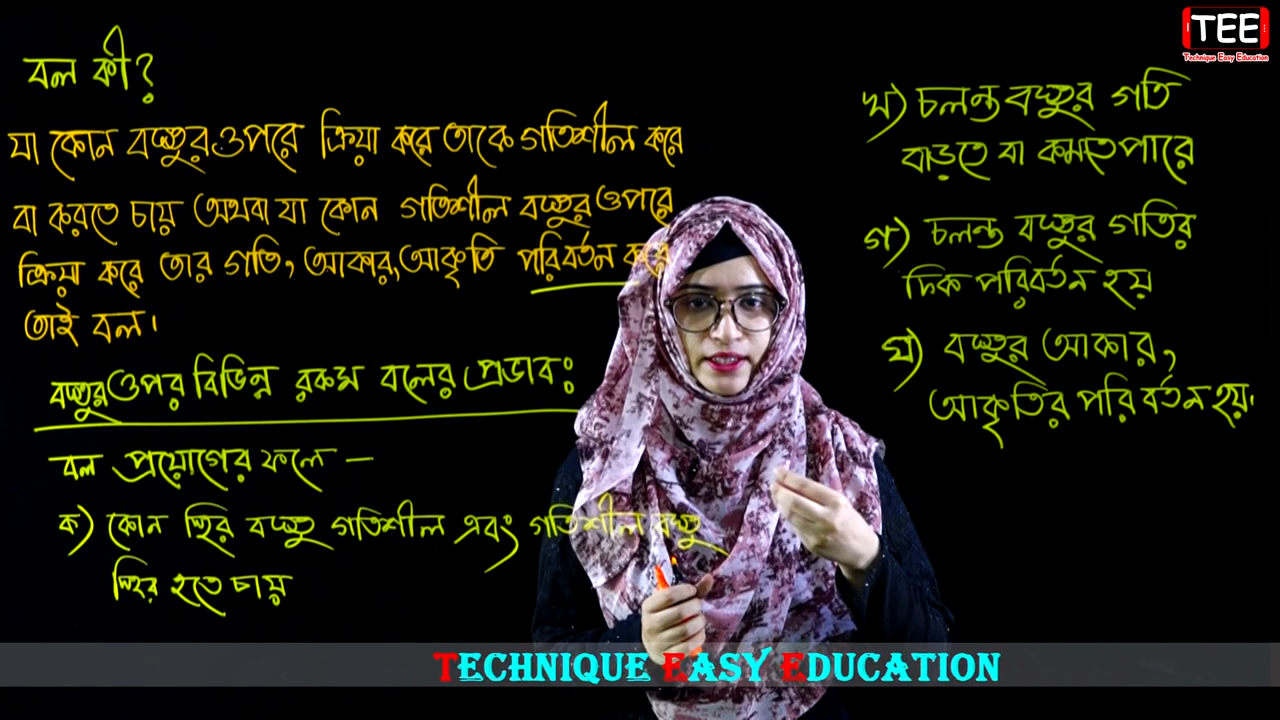 বল কী?
যা কোন বস্তুর ওপরে ক্রিয়া করে তাকে গতিশীল করে
বা করতে চায় অথবা যা কোন গতিশীল বস্তুর ওপরে
ক্রিয়া করে তার গতি, আকার, আকৃতি পরিবর্তন করে
তাই বল।
বস্তুর ওপর বিভিন্ন রকম বলের প্রভাবঃ
বল প্রয়োগের ফলে —
ক) কোন স্থির বস্তু গতিশীল এবং গতিশীল বস্তু
স্থির হতে চায়
খ) চলন্ত বস্তুর গতি
বাড়তে বা কমতে পারে
গ) চলন্ত বস্তুর গতির
দিক পরিবর্তন হয়
ঘ) বস্তুর আকার,
আকৃতির পরিবর্তন হয়।
TEE
Technique Easy Education
TECHNIQUE EASY EDUCATION